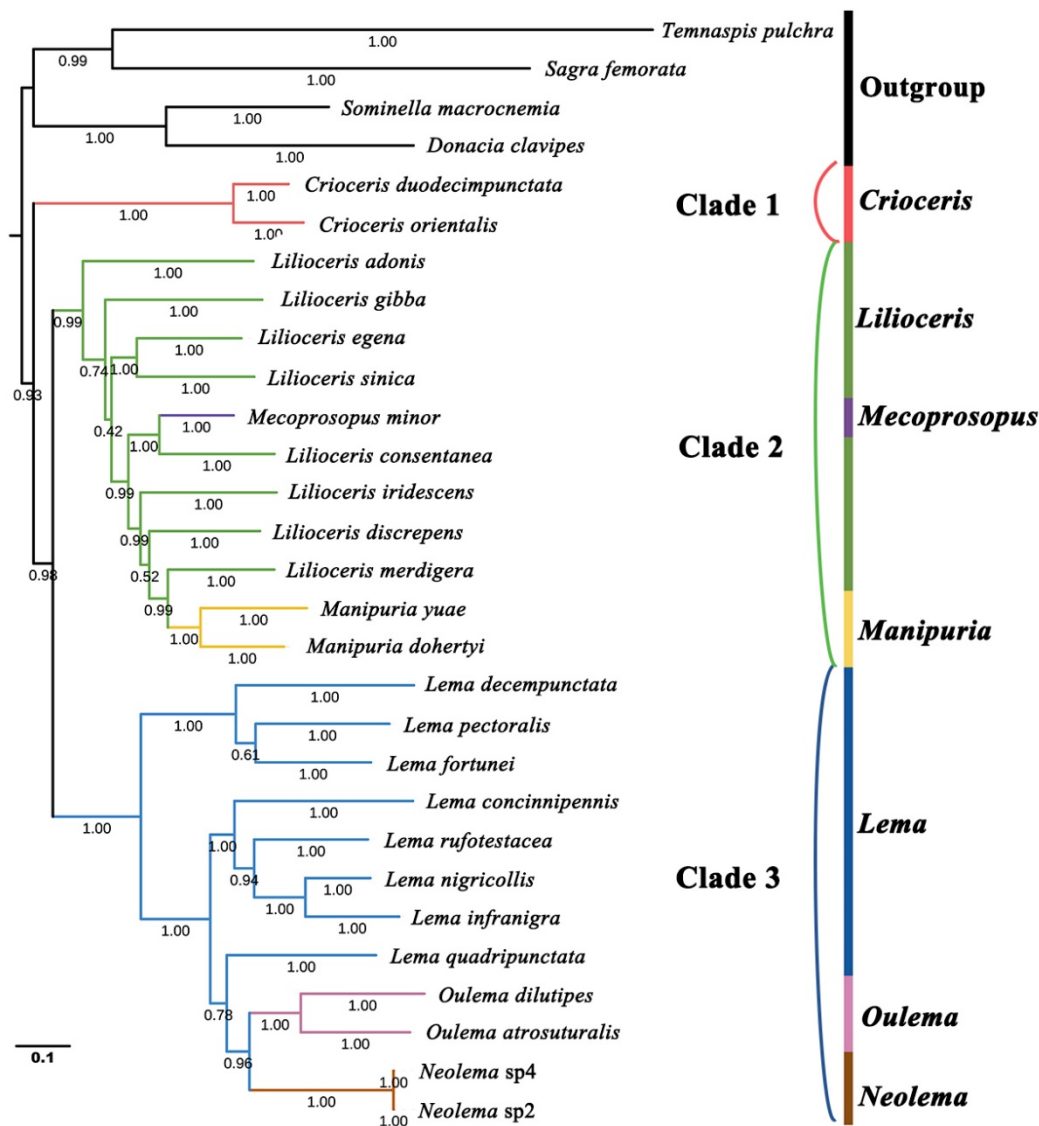 Temnaspis pulchra
1.00
0.99
Sagra femorata
1.00
Outgroup
Sominella macrocnemia
1.00
1.00
Donacia clavipes
1.00
Crioceris duodecimpunctata
1.00
Clade 1
Crioceris
1.00
Crioceris orientalis
1.00
Lilioceris adonis
1.00
Lilioceris gibba
1.00
0.99
Lilioceris
Lilioceris egena
1.00
0.74
1.00
Lilioceris sinica
1.00
0.93
Mecoprosopus minor
1.00
Mecoprosopus
0.42
1.00
Clade 2
Lilioceris consentanea
1.00
Lilioceris iridescens
0.99
1.00
Lilioceris discrepens
0.99
1.00
Lilioceris merdigera
0.98
0.52
1.00
Manipuria yuae
0.99
1.00
Manipuria
1.00
Manipuria dohertyi
1.00
Lema decempunctata
1.00
Lema pectoralis
1.00
1.00
0.61
Lema fortunei
1.00
Lema concinnipennis
1.00
Lema
1.00
Lema rufotestacea
1.00
1.00
0.94
Lema nigricollis
Clade 3
1.00
1.00
Lema infranigra
1.00
1.00
Lema quadripunctata
1.00
Oulema dilutipes
1.00
0.78
1.00
Oulema
Oulema atrosuturalis
1.00
0.1
0.96
Neolema sp4
1.00
1.00
Neolema
Neolema sp2
1.00